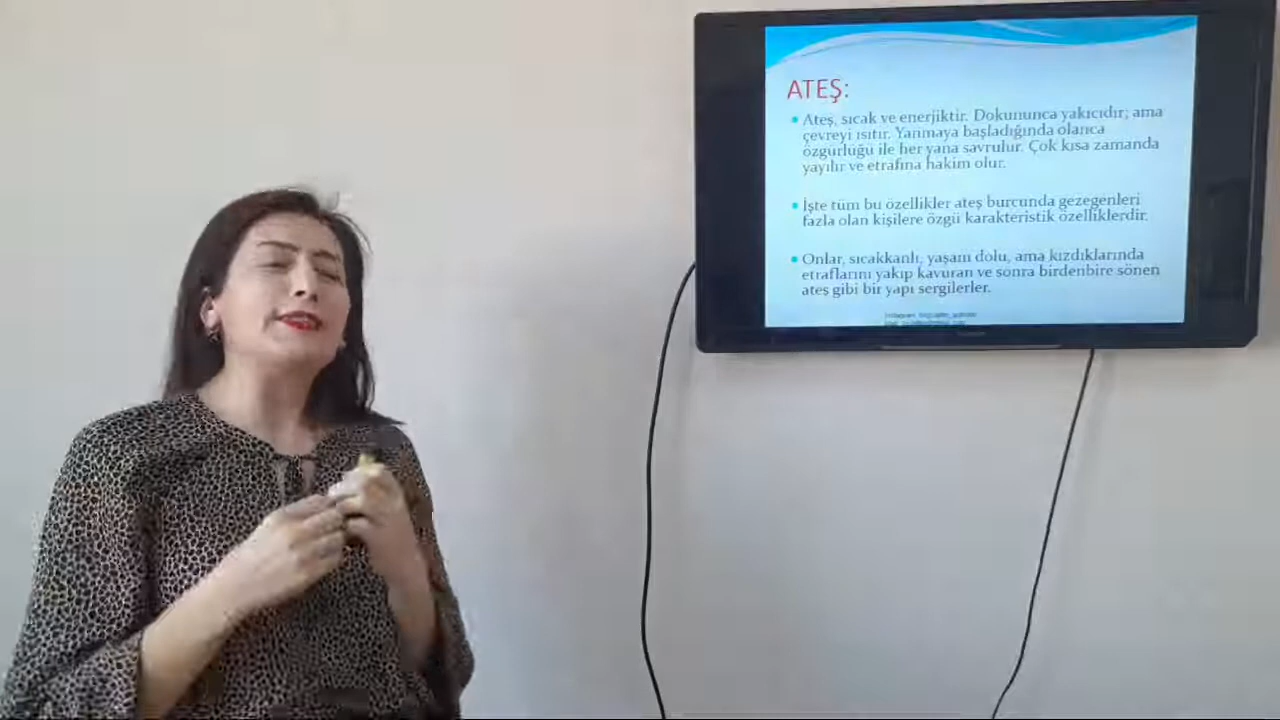 ATEŞ:
Ateş, sıcak ve enerjiktir. Dokununca yakıcıdır; ama
çevreyi ısıtır. Yanmaya başladığında olanca
özgürlüğü ile her yana savrulur. Çok kısa zamanda
yayılır ve etrafına hakim olur.
İşte tüm bu özellikler ateş burcunda gezegenleri
fazla olan kişilere özgü karakteristik özelliklerdir.
Onlar, sıcakkanlı, yaşam dolu, ama kızdıklarında
etraflarını yakıp kavuran ve sonra birdenbire sönen
ateş gibi bir yapı sergilerler.